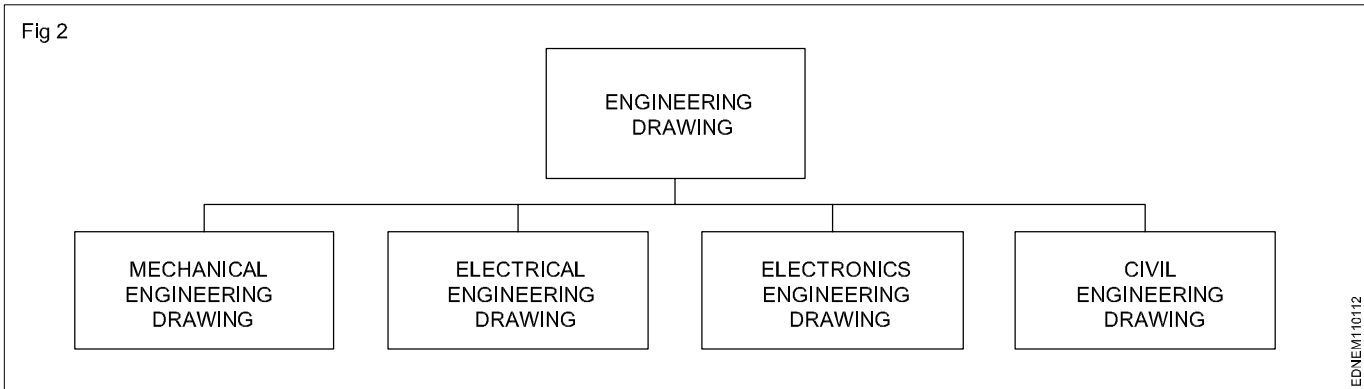 Fig 2
ENGINEERING
DRAWING
MECHANICAL
ENGINEERING
DRAWING
ELECTRICAL
ENGINEERING
DRAWING
ELECTRONICS
ENGINEERING
DRAWING
CIVIL
ENGINEERING
DRAWING
EDNEM110112